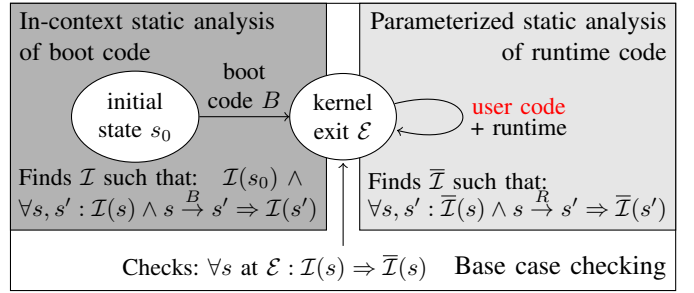 In-context static analysis
of boot code
initial
state s₀
boot
code B
kernel
exit ℰ
Finds ℐ such that: ℐ(s₀) ∧
∀s, s′ : ℐ(s) ∧ s →ᴮ s′ ⇒ ℐ(s′)
Parameterized static analysis
of runtime code
user code
+ runtime
Finds ℐ̅ such that:
∀s, s′ : ℐ̅(s) ∧ s →ᴿ s′ ⇒ ℐ̅(s′)
Checks: ∀s at ℰ : ℐ(s) ⇒ ℐ̅(s)
Base case checking